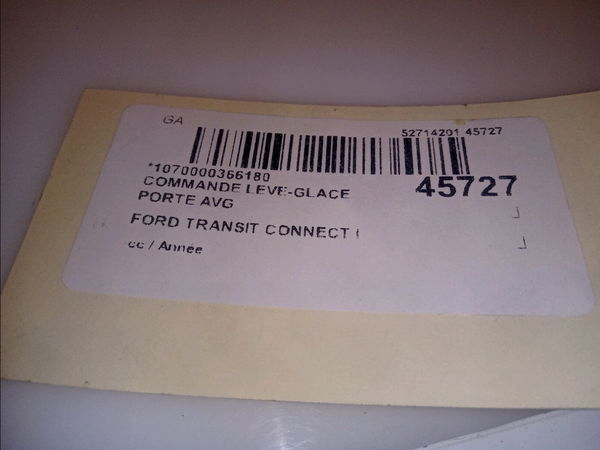 GA
52714201 45727
*1070000366180
45727
COMMANDE LEVE-GLACE
PORTE AVG
FORD TRANSIT CONNECT I
cc / Année